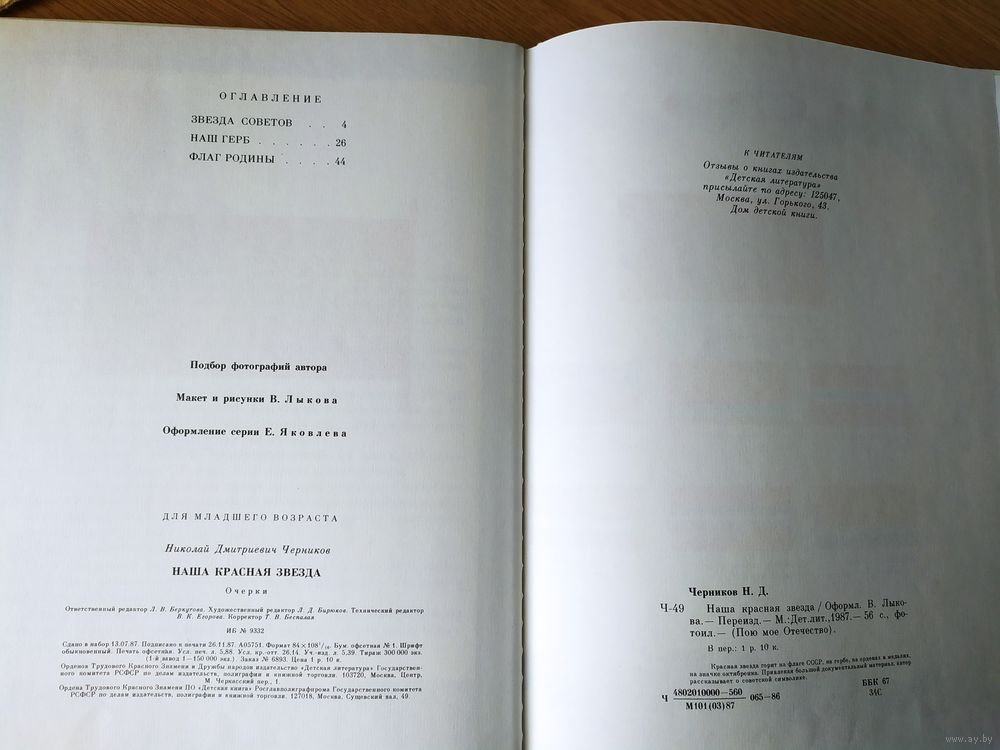 ОГЛАВЛЕНИЕ
ЗВЕЗДА СОВЕТОВ . . 4
НАШ ГЕРБ . . . . . . 26
ФЛАГ РОДИНЫ . . . . 44
Подбор фотографий автора
Макет и рисунки В. Лыкова
Оформление серии Е. Яковлева
ДЛЯ МЛАДШЕГО ВОЗРАСТА
Николай Дмитриевич Черников
НАША КРАСНАЯ ЗВЕЗДА
Очерки
Ответственный редактор Л. В. Беркутова. Художественный редактор Л. Д. Бирюков. Технический редактор
В. К. Егорова. Корректор Т. В. Беспалая
ИБ № 9332
Сдано в набор 13.07.87. Подписано к печати 26.11.87. А05751. Формат 84×108¹/₁₆. Бум. офсетная № 1. Шрифт
обыкновенный. Печать офсетная. Усл. печ. л. 5,88. Усл. кр.-отт. 26,14. Уч.-изд. л. 5,39. Тираж 300 000 экз.
(1-й завод 1—150 000 экз.) Заказ № 6893. Цена 1 р. 10 к.
Орденов Трудового Красного Знамени и Дружбы народов издательство «Детская литература» Государствен-
ного комитета РСФСР по делам издательств, полиграфии и книжной торговли. 103720, Москва, Центр,
М. Черкасский пер., 1
Ордена Трудового Красного Знамени ПО «Детская книга» Росглавполиграфпрома Государственного комитета
РСФСР по делам издательств, полиграфии и книжной торговли. 127018, Москва, Сущевский вал, 49.
К ЧИТАТЕЛЯМ
Отзывы о книгах издательства
«Детская литература»
присылайте по адресу: 125047,
Москва, ул. Горького, 43.
Дом детской книги.
Черников Н. Д.
Ч-49 Наша красная звезда / Оформл. В. Лыко-
ва.— Переизд.— М.: Дет.лит.,1987.— 56 с., фо-
тоил.— (Пою мое Отечество).
В пер.: 1 р. 10 к.
Красная звезда горит на флаге СССР, на гербе, на орденах и медалях,
на значке октябренка. Привлекая большой документальный материал, автор
рассказывает о советской символике.
Ч 4802010000—560 065—86
М101(03)87
ББК 67
34С
www.ay.by